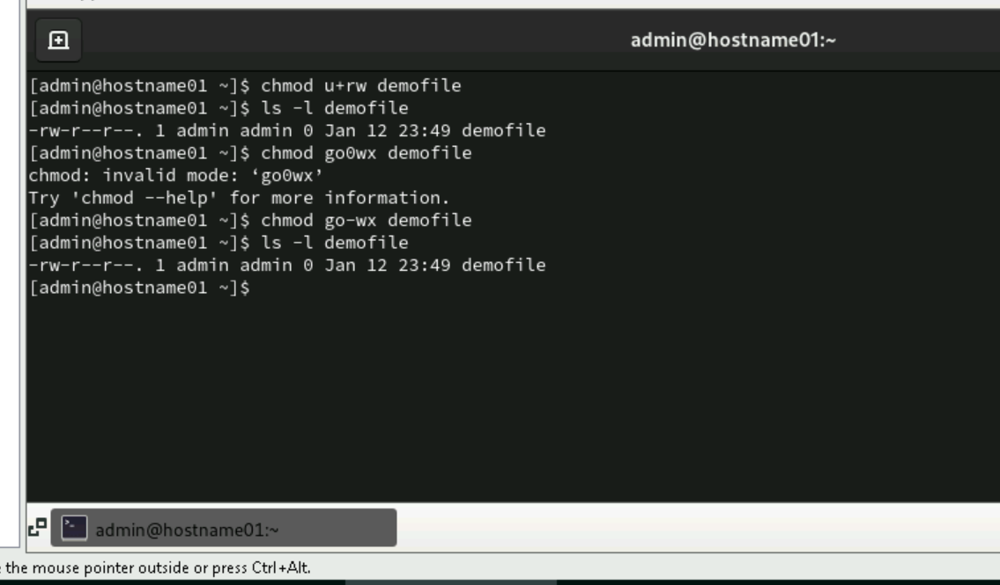 admin@hostname01:~
[admin@hostname01 ~]$ chmod u+rw demofile
[admin@hostname01 ~]$ ls -l demofile
-rw-r--r--. 1 admin admin 0 Jan 12 23:49 demofile
[admin@hostname01 ~]$ chmod go0wx demofile
chmod: invalid mode: ‘go0wx’
Try 'chmod --help' for more information.
[admin@hostname01 ~]$ chmod go-wx demofile
[admin@hostname01 ~]$ ls -l demofile
-rw-r--r--. 1 admin admin 0 Jan 12 23:49 demofile
[admin@hostname01 ~]$
admin@hostname01:~
the mouse pointer outside or press Ctrl+Alt.